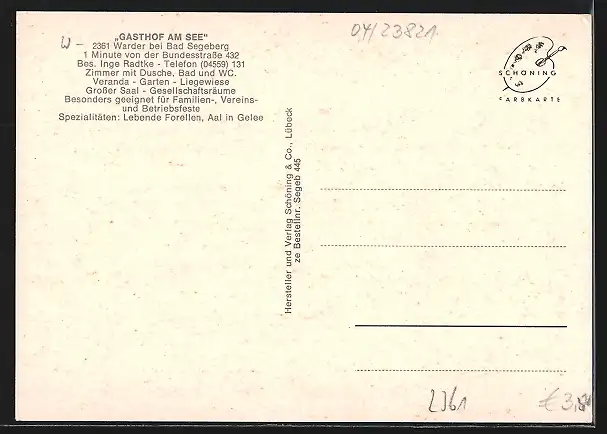 „GASTHOF AM SEE"
W - 2361 Warder bei Bad Segeberg
1 Minute von der Bundesstraße 432
Bes. Inge Radtke - Telefon (04559) 131
Zimmer mit Dusche, Bad und WC.
Veranda - Garten - Liegewiese
Großer Saal - Gesellschaftsräume
Besonders geeignet für Familien-, Vereins-
und Betriebsfeste
Spezialitäten: Lebende Forellen, Aal in Gelee
04/23821
SCHÖNING
FARBKARTE
Hersteller und Verlag Schöning & Co., Lübeck
ze Bestellnr. Segeb 445
2361